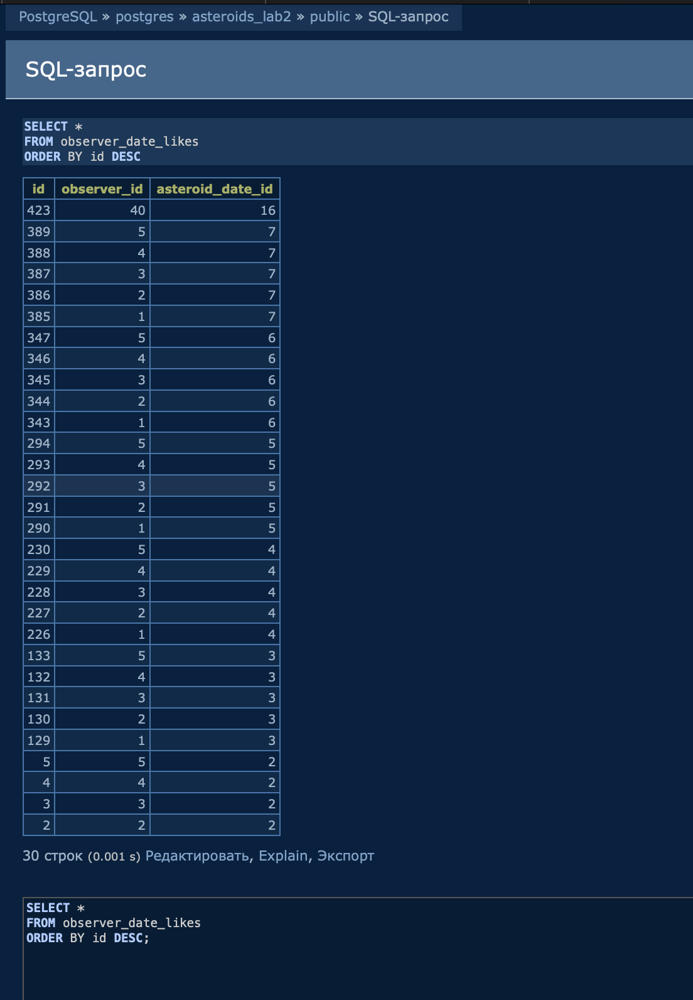 PostgreSQL » postgres » asteroids_lab2 » public » SQL-запрос
SQL-запрос
SELECT *
FROM observer_date_likes
ORDER BY id DESC
id observer_id asteroid_date_id
423 40 16
389 5 7
388 4 7
387 3 7
386 2 7
385 1 7
347 5 6
346 4 6
345 3 6
344 2 6
343 1 6
294 5 5
293 4 5
292 3 5
291 2 5
290 1 5
230 5 4
229 4 4
228 3 4
227 2 4
226 1 4
133 5 3
132 4 3
131 3 3
130 2 3
129 1 3
5 5 2
4 4 2
3 3 2
2 2 2
30 строк (0.001 s) Редактировать, Explain, Экспорт
SELECT *
FROM observer_date_likes
ORDER BY id DESC;